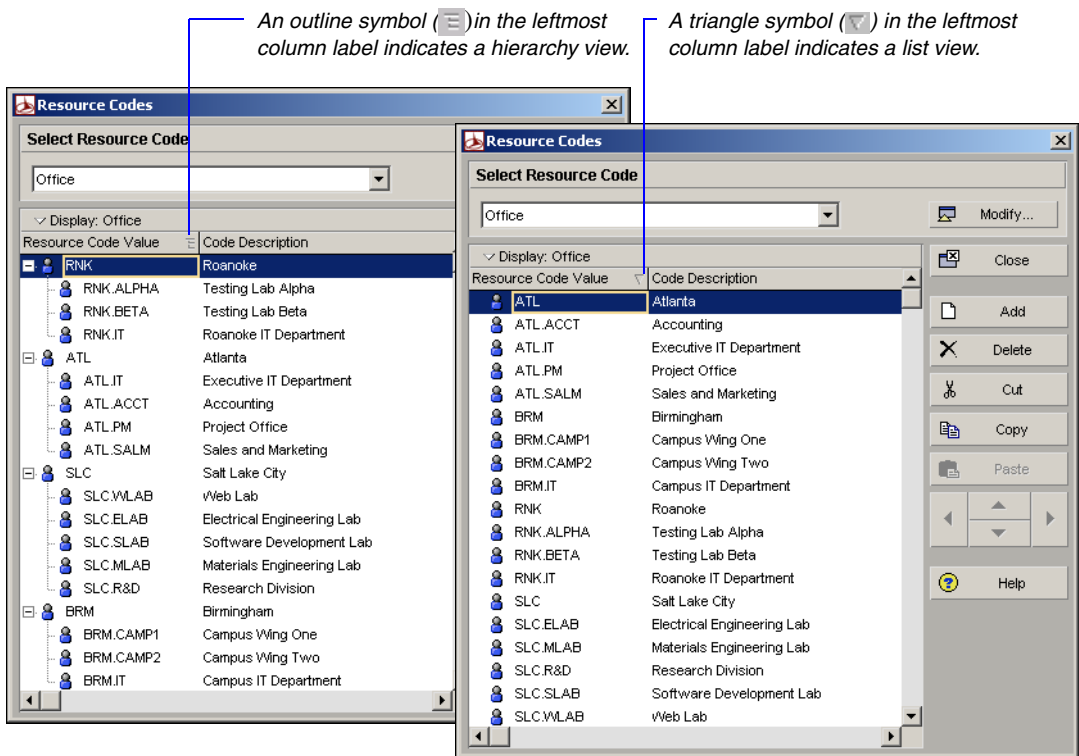 An outline symbol ( ) in the leftmost
column label indicates a hierarchy view.
A triangle symbol ( ) in the leftmost
column label indicates a list view.
Resource Codes
Select Resource Code
Office
Display: Office
Resource Code Value Code Description
RNK Roanoke
RNK.ALPHA Testing Lab Alpha
RNK.BETA Testing Lab Beta
RNK.IT Roanoke IT Department
ATL Atlanta
ATL.IT Executive IT Department
ATL.ACCT Accounting
ATL.PM Project Office
ATL.SALM Sales and Marketing
SLC Salt Lake City
SLC.WLAB Web Lab
SLC.ELAB Electrical Engineering Lab
SLC.SLAB Software Development Lab
SLC.MLAB Materials Engineering Lab
SLC.R&D Research Division
BRM Birmingham
BRM.CAMP1 Campus Wing One
BRM.CAMP2 Campus Wing Two
BRM.IT Campus IT Department
Resource Codes
Select Resource Code
Office
Modify...
Display: Office
Resource Code Value Code Description
ATL Atlanta
ATL.ACCT Accounting
ATL.IT Executive IT Department
ATL.PM Project Office
ATL.SALM Sales and Marketing
BRM Birmingham
BRM.CAMP1 Campus Wing One
BRM.CAMP2 Campus Wing Two
BRM.IT Campus IT Department
RNK Roanoke
RNK.ALPHA Testing Lab Alpha
RNK.BETA Testing Lab Beta
RNK.IT Roanoke IT Department
SLC Salt Lake City
SLC.ELAB Electrical Engineering Lab
SLC.MLAB Materials Engineering Lab
SLC.R&D Research Division
SLC.SLAB Software Development Lab
SLC.WLAB Web Lab
Close
Add
Delete
Cut
Copy
Paste
Help